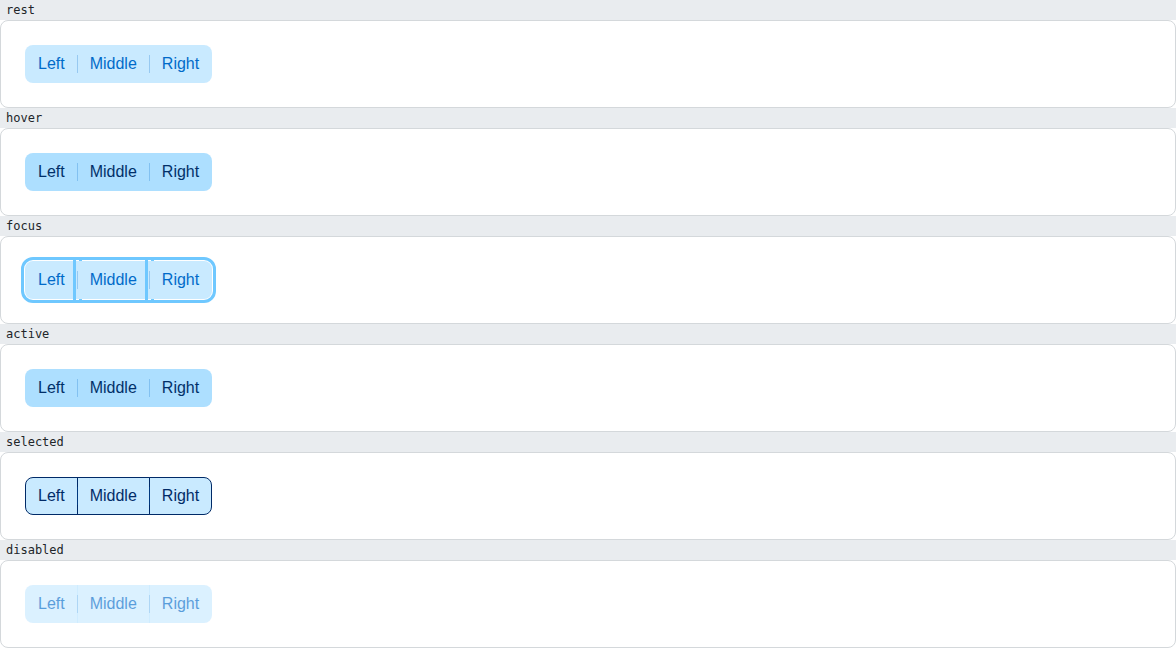 rest
Left Middle Right
hover
Left Middle Right
focus
Left Middle Right
active
Left Middle Right
selected
Left Middle Right
disabled
Left Middle Right